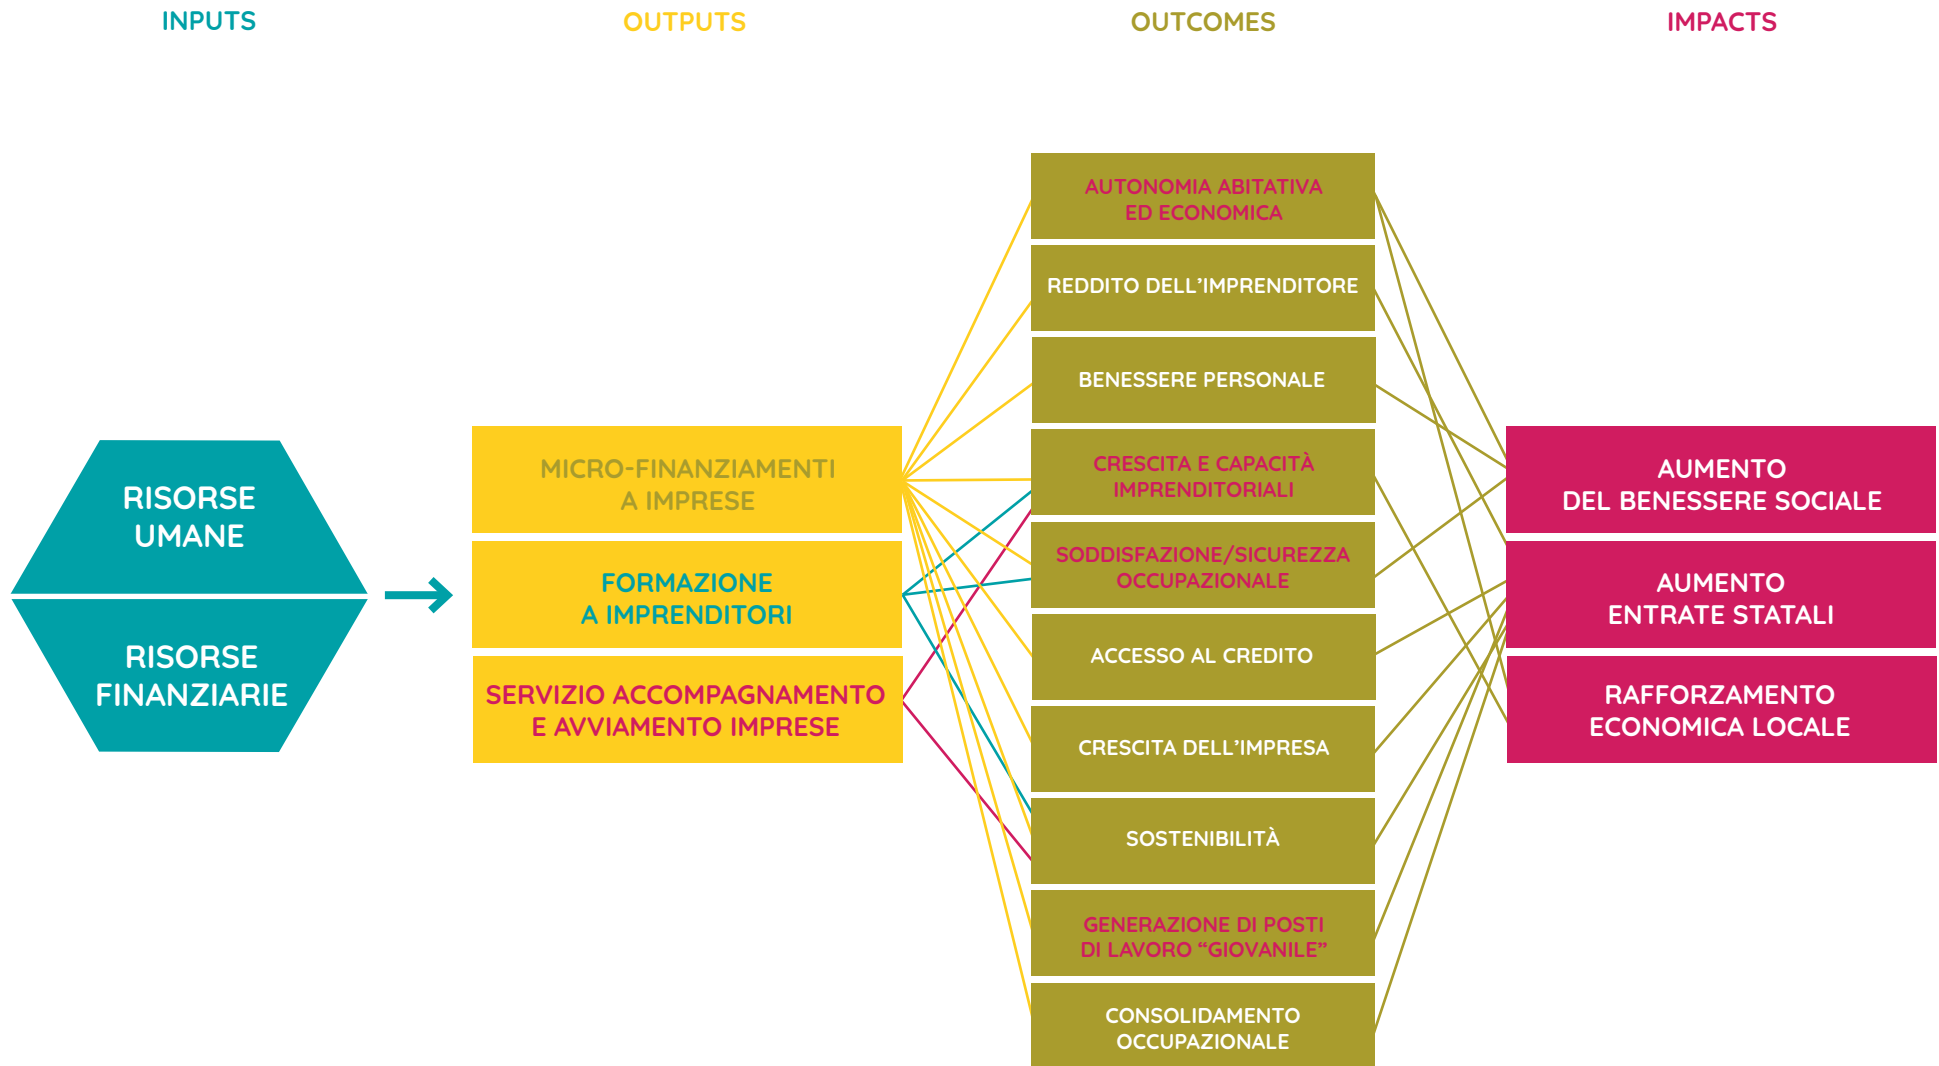 INPUTS
OUTPUTS
OUTCOMES
IMPACTS
RISORSE
UMANE
RISORSE
FINANZIARIE
MICRO-FINANZIAMENTI
A IMPRESE
FORMAZIONE
A IMPRENDITORI
SERVIZIO ACCOMPAGNAMENTO
E AVVIAMENTO IMPRESE
AUTONOMIA ABITATIVA
ED ECONOMICA
REDDITO DELL’IMPRENDITORE
BENESSERE PERSONALE
CRESCITA E CAPACITÀ
IMPRENDITORIALI
SODDISFAZIONE/SICUREZZA
OCCUPAZIONALE
ACCESSO AL CREDITO
CRESCITA DELL’IMPRESA
SOSTENIBILITÀ
GENERAZIONE DI POSTI
DI LAVORO “GIOVANILE”
CONSOLIDAMENTO
OCCUPAZIONALE
AUMENTO
DEL BENESSERE SOCIALE
AUMENTO
ENTRATE STATALI
RAFFORZAMENTO
ECONOMICA LOCALE